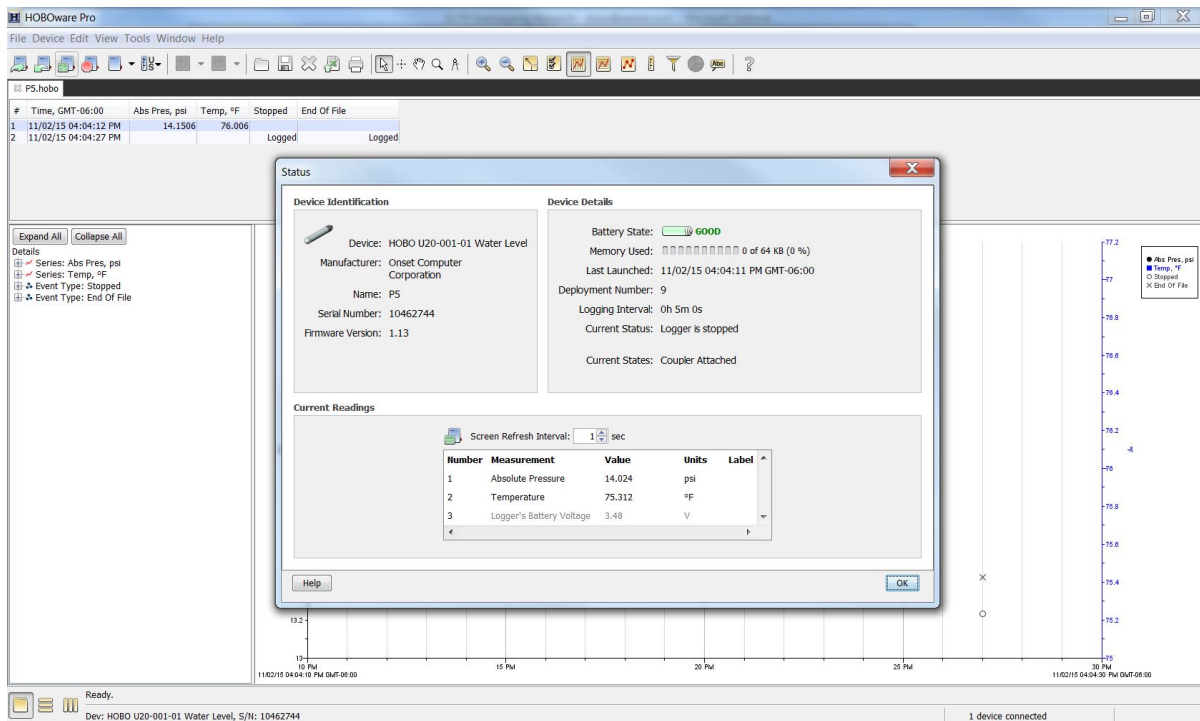 HOBOware Pro
File Device Edit View Tools Window Help
P5.hobo
# Time, GMT-06:00 Abs Pres, psi Temp, °F Stopped End Of File
1 11/02/15 04:04:12 PM 14.1506 76.006
2 11/02/15 04:04:27 PM Logged Logged
Expand All Collapse All
Details
Series: Abs Pres, psi
Series: Temp, °F
Event Type: Stopped
Event Type: End Of File
Status
Device Identification
Device: HOBO U20-001-01 Water Level
Manufacturer: Onset Computer
Corporation
Name: P5
Serial Number: 10462744
Firmware Version: 1.13
Device Details
Battery State: GOOD
Memory Used: 0 of 64 KB (0 %)
Last Launched: 11/02/15 04:04:11 PM GMT-06:00
Deployment Number: 9
Logging Interval: 0h 5m 0s
Current Status: Logger is stopped
Current States: Coupler Attached
Current Readings
Screen Refresh Interval: 1 sec
Number Measurement Value Units Label
1 Absolute Pressure 14.024 psi
2 Temperature 75.312 °F
3 Logger's Battery Voltage 3.48 V
Help OK
77.2
77
76.8
76.6
76.4
76.2
76
75.8
75.6
75.4
75.2
75
°F
Abs Pres, psi
Temp, °F
Stopped
End Of File
13.2
13
10 PM 15 PM 20 PM 25 PM 30 PM
11/02/15 04:04:10 PM GMT-06:00 11/02/15 04:04:30 PM GMT-06:00
Ready.
Dev: HOBO U20-001-01 Water Level, S/N: 10462744 1 device connected